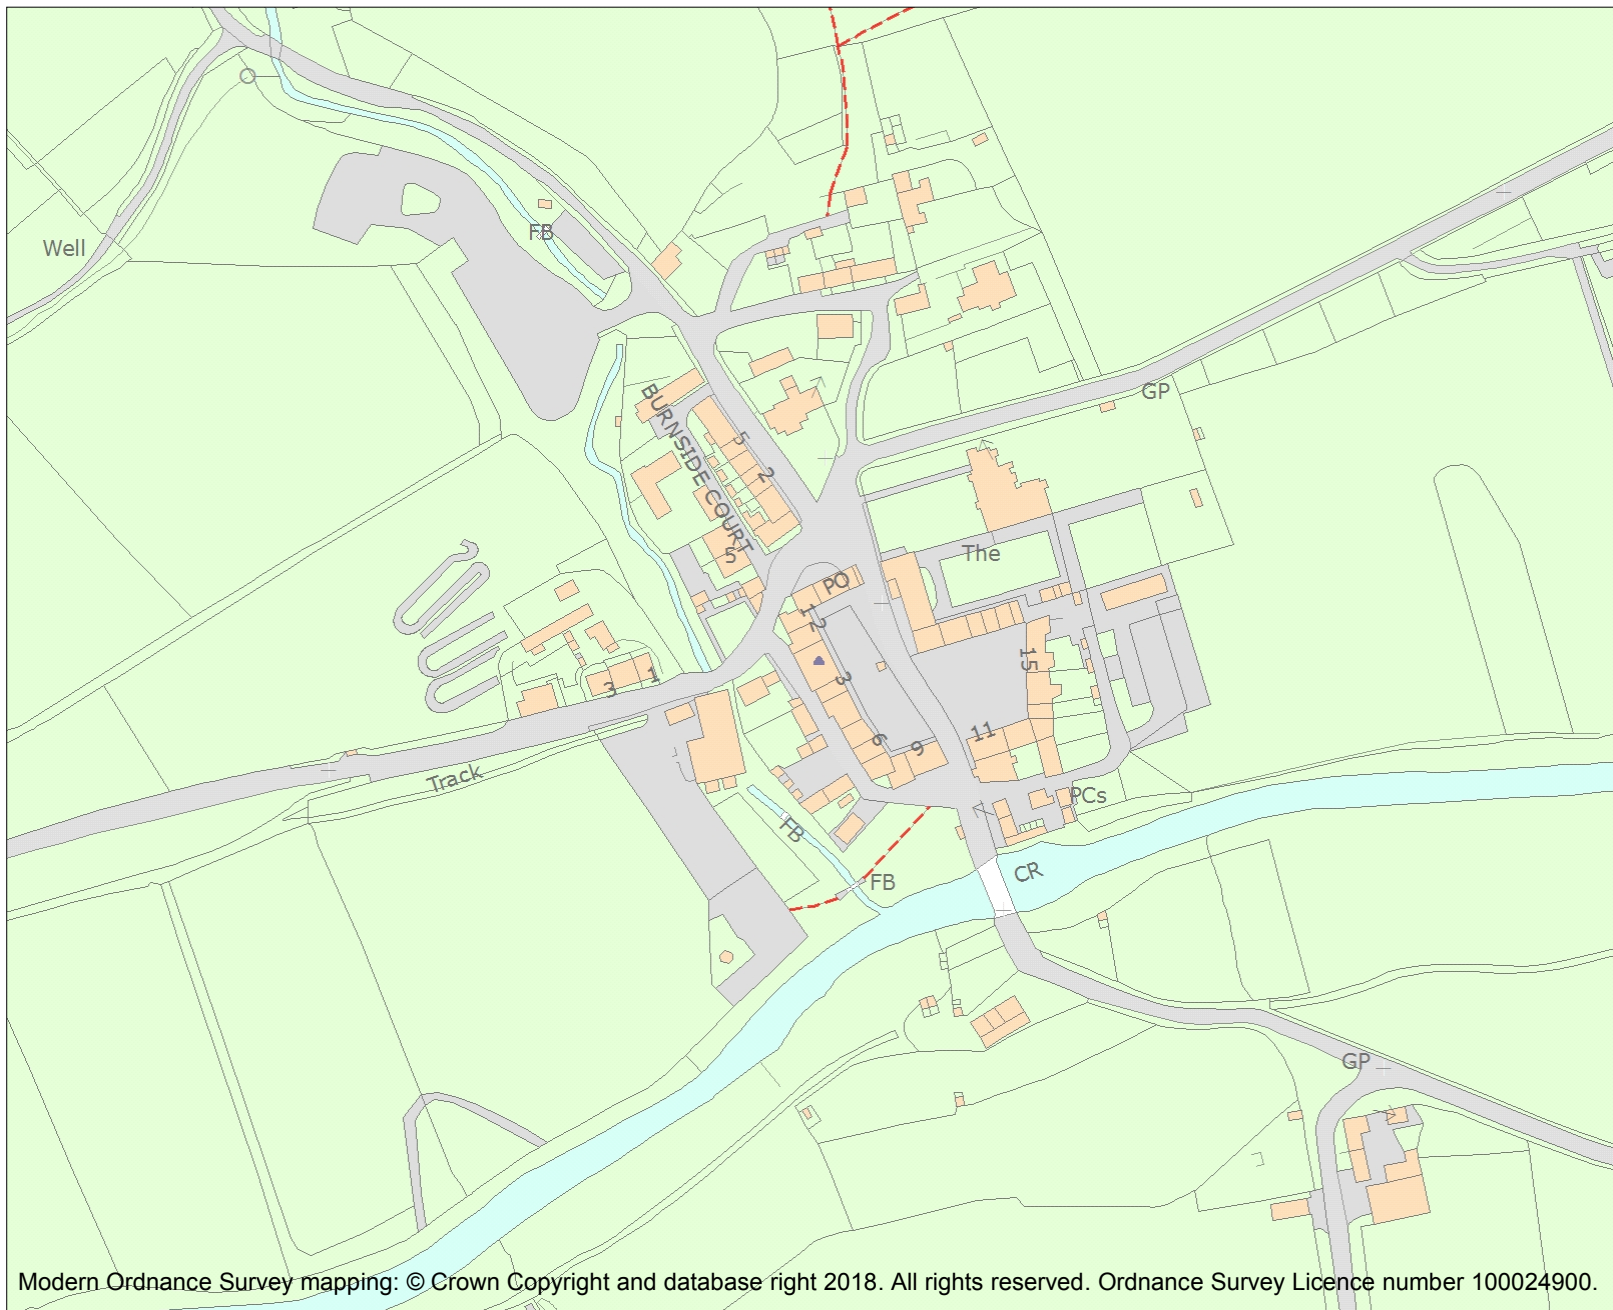 Well
FB
GP
BURNSIDE COURT
5
2
5
The
PO
12
15
3
1
3
6
9
11
Track
PCs
FB
FB
CR
GP
Modern Ordnance Survey mapping: © Crown Copyright and database right 2018. All rights reserved. Ordnance Survey Licence number 100024900.